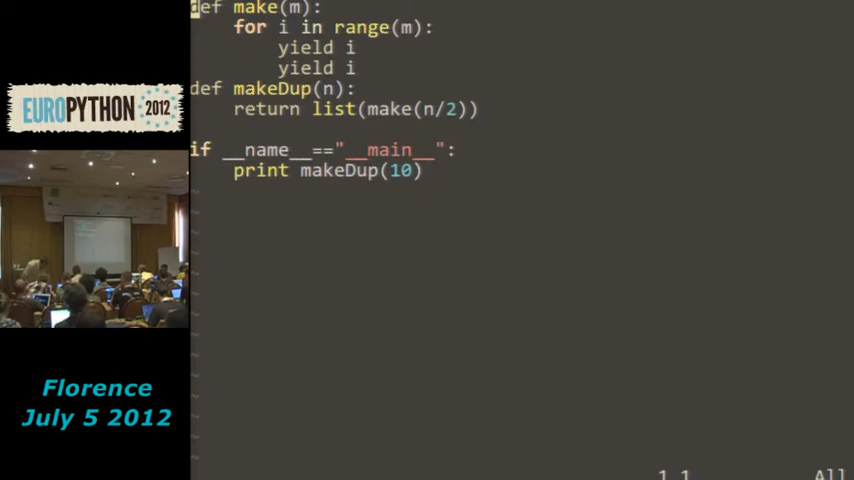 def make(m):
    for i in range(m):
        yield i
        yield i
def makeDup(n):
    return list(make(n/2))
if __name__=="__main__":
    print makeDup(10)
1,1
All
EUROPYTHON 2012
Florence
July 5 2012